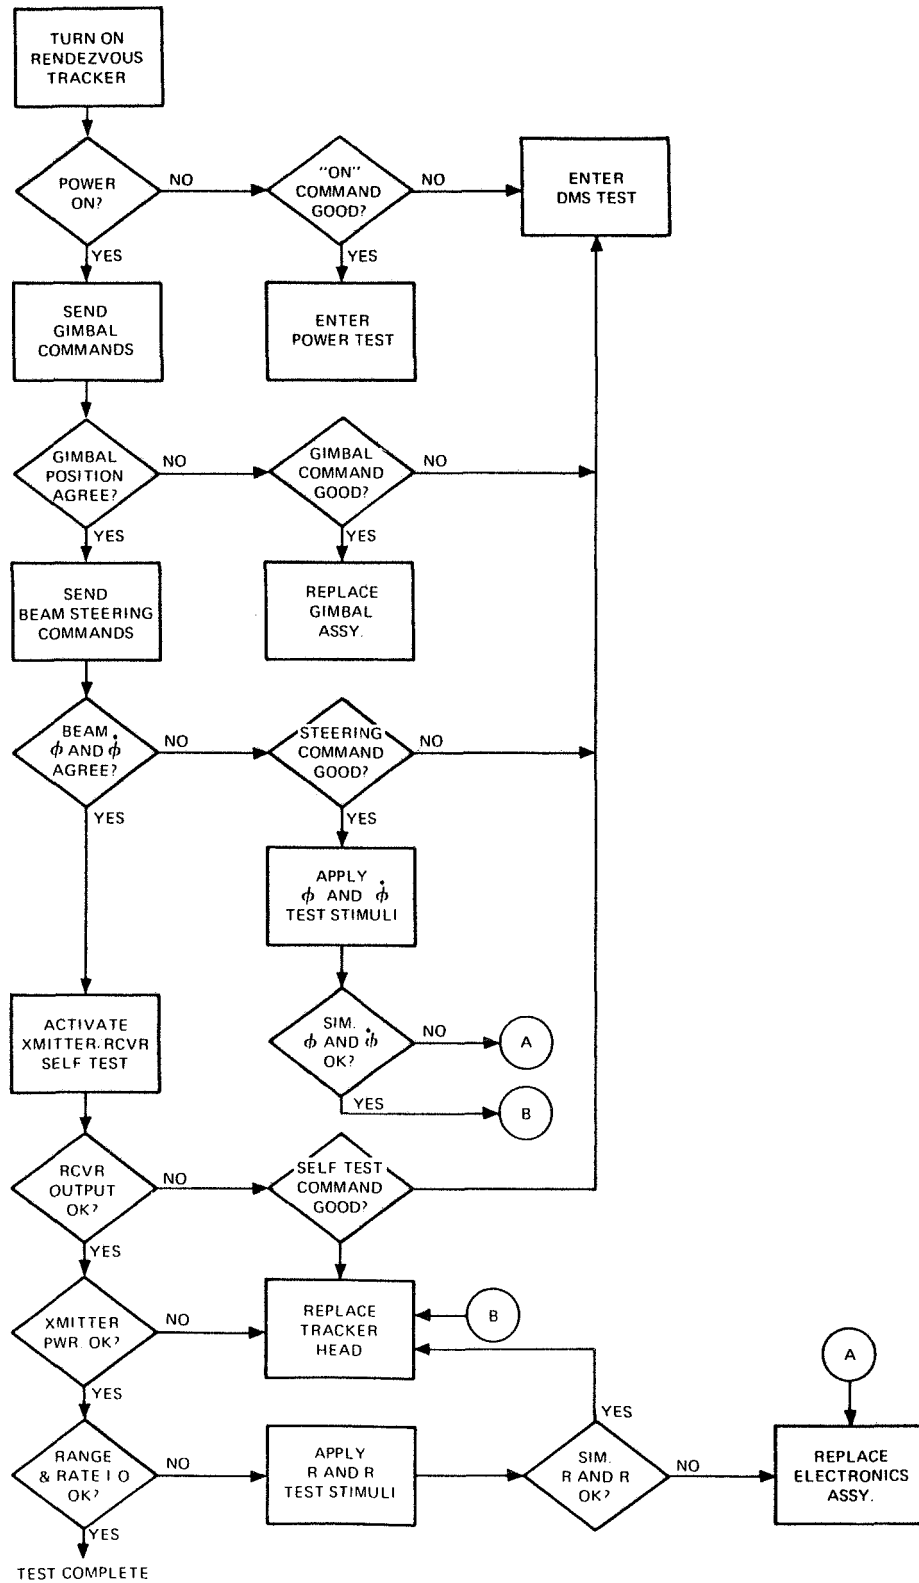 TURN ON
RENDEZVOUS
TRACKER
POWER
ON?
NO
"ON"
COMMAND
GOOD?
NO
ENTER
DMS TEST
YES
YES
SEND
GIMBAL
COMMANDS
ENTER
POWER TEST
GIMBAL
POSITION
AGREE?
NO
GIMBAL
COMMAND
GOOD?
NO
YES
YES
SEND
BEAM STEERING
COMMANDS
REPLACE
GIMBAL
ASSY.
BEAM
ϕ AND ϕ̇
AGREE?
NO
STEERING
COMMAND
GOOD?
NO
YES
YES
APPLY
ϕ AND ϕ̇
TEST STIMULI
ACTIVATE
XMITTER/RCVR
SELF TEST
SIM.
ϕ AND ϕ̇
OK?
NO
A
YES
B
RCVR
OUTPUT
OK?
NO
SELF TEST
COMMAND
GOOD?
YES
XMITTER
PWR. OK?
NO
REPLACE
TRACKER
HEAD
B
A
YES
RANGE
& RATE I O
OK?
NO
APPLY
R AND R
TEST STIMULI
YES
SIM.
R AND R
OK?
NO
REPLACE
ELECTRONICS
ASSY.
YES
TEST COMPLETE